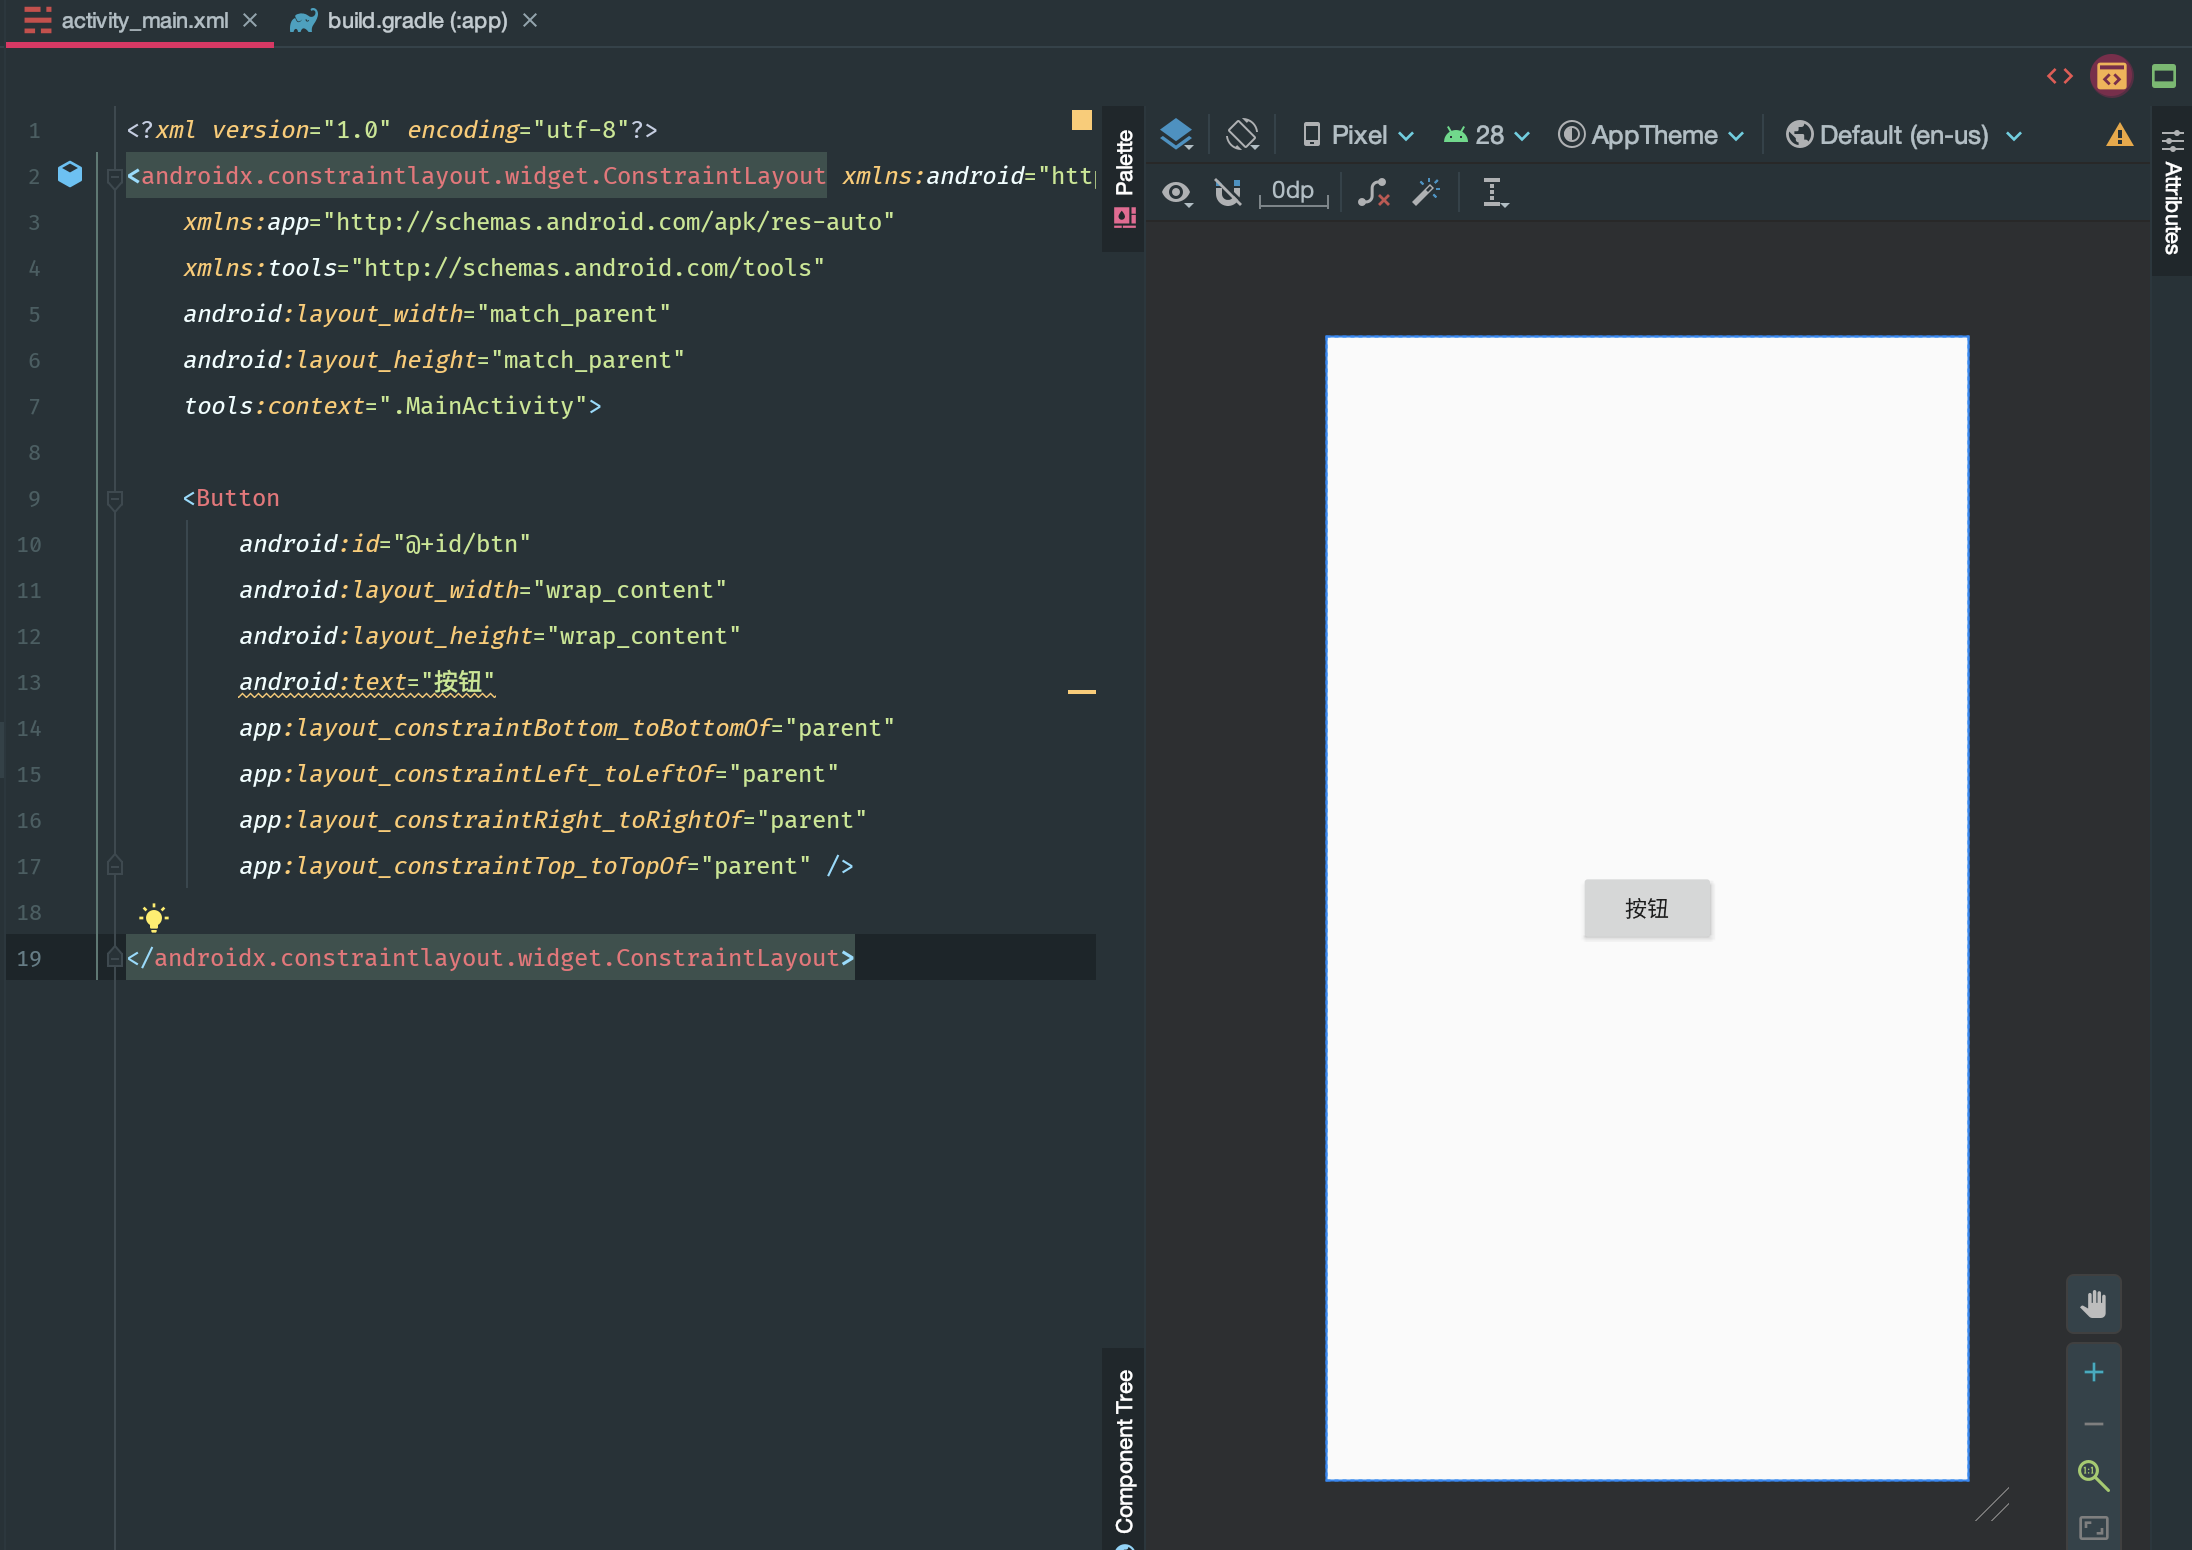 activity_main.xml
build.gradle (:app)
1 <?xml version="1.0" encoding="utf-8"?>
2 <androidx.constraintlayout.widget.ConstraintLayout xmlns:android="http
3 xmlns:app="http://schemas.android.com/apk/res-auto"
4 xmlns:tools="http://schemas.android.com/tools"
5 android:layout_width="match_parent"
6 android:layout_height="match_parent"
7 tools:context=".MainActivity">
8
9 <Button
10 android:id="@+id/btn"
11 android:layout_width="wrap_content"
12 android:layout_height="wrap_content"
13 android:text="按钮"
14 app:layout_constraintBottom_toBottomOf="parent"
15 app:layout_constraintLeft_toLeftOf="parent"
16 app:layout_constraintRight_toRightOf="parent"
17 app:layout_constraintTop_toTopOf="parent" />
18
19 </androidx.constraintlayout.widget.ConstraintLayout>
Palette
Component Tree
Pixel 28 AppTheme Default (en-us)
0dp
按钮
Attributes
1:1